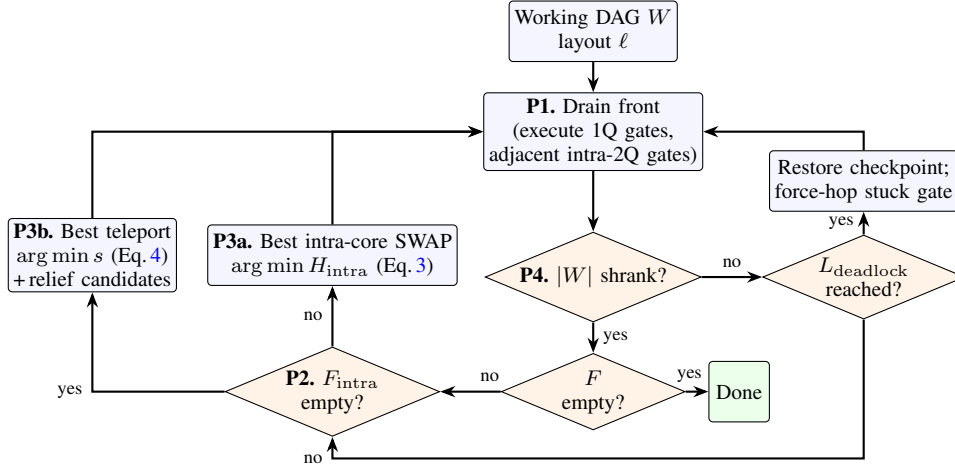 Working DAG W
layout ℓ
P1. Drain front
(execute 1Q gates,
adjacent intra-2Q gates)
Restore checkpoint;
force-hop stuck gate
yes
P3b. Best teleport
arg min s (Eq. 4)
+ relief candidates
P3a. Best intra-core SWAP
arg min H_intra (Eq. 3)
P4. |W| shrank?
no
L_deadlock
reached?
no
yes
yes
P2. F_intra
empty?
no
F
empty?
yes
Done
no